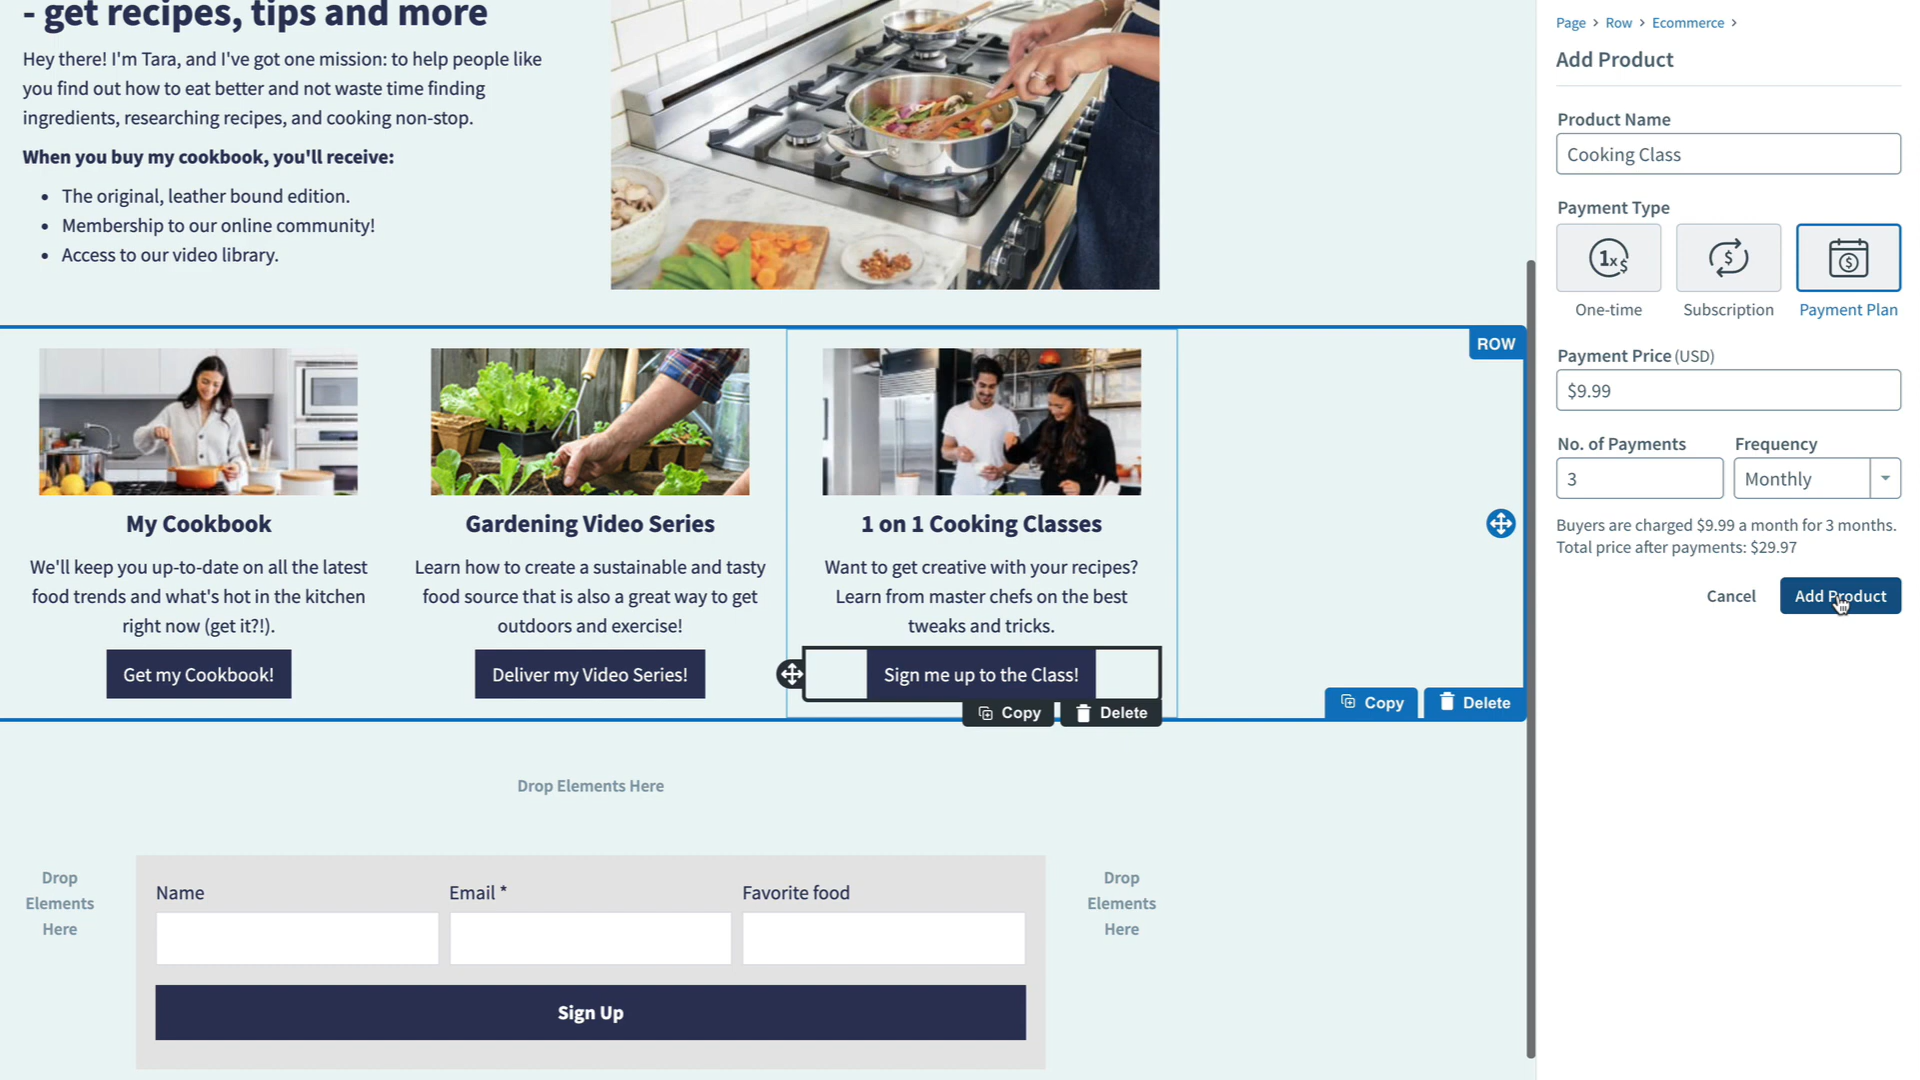 - get recipes, tips and more
Hey there! I'm Tara, and I've got one mission: to help people like
you find out how to eat better and not waste time finding
ingredients, researching recipes, and cooking non-stop.
When you buy my cookbook, you'll receive:
• The original, leather bound edition.
• Membership to our online community!
• Access to our video library.
ROW
My Cookbook
We'll keep you up-to-date on all the latest
food trends and what's hot in the kitchen
right now (get it?!).
Get my Cookbook!
Gardening Video Series
Learn how to create a sustainable and tasty
food source that is also a great way to get
outdoors and exercise!
Deliver my Video Series!
1 on 1 Cooking Classes
Want to get creative with your recipes?
Learn from master chefs on the best
tweaks and tricks.
Sign me up to the Class!
Copy Delete
Copy Delete
Drop Elements Here
Drop
Elements
Here
Name
Email *
Favorite food
Sign Up
Drop
Elements
Here
Page > Row > Ecommerce >
Add Product
Product Name
Cooking Class
Payment Type
1x$
$
$
One-time
Subscription
Payment Plan
Payment Price (USD)
$9.99
No. of Payments
Frequency
3
Monthly
Buyers are charged $9.99 a month for 3 months.
Total price after payments: $29.97
Cancel
Add Product